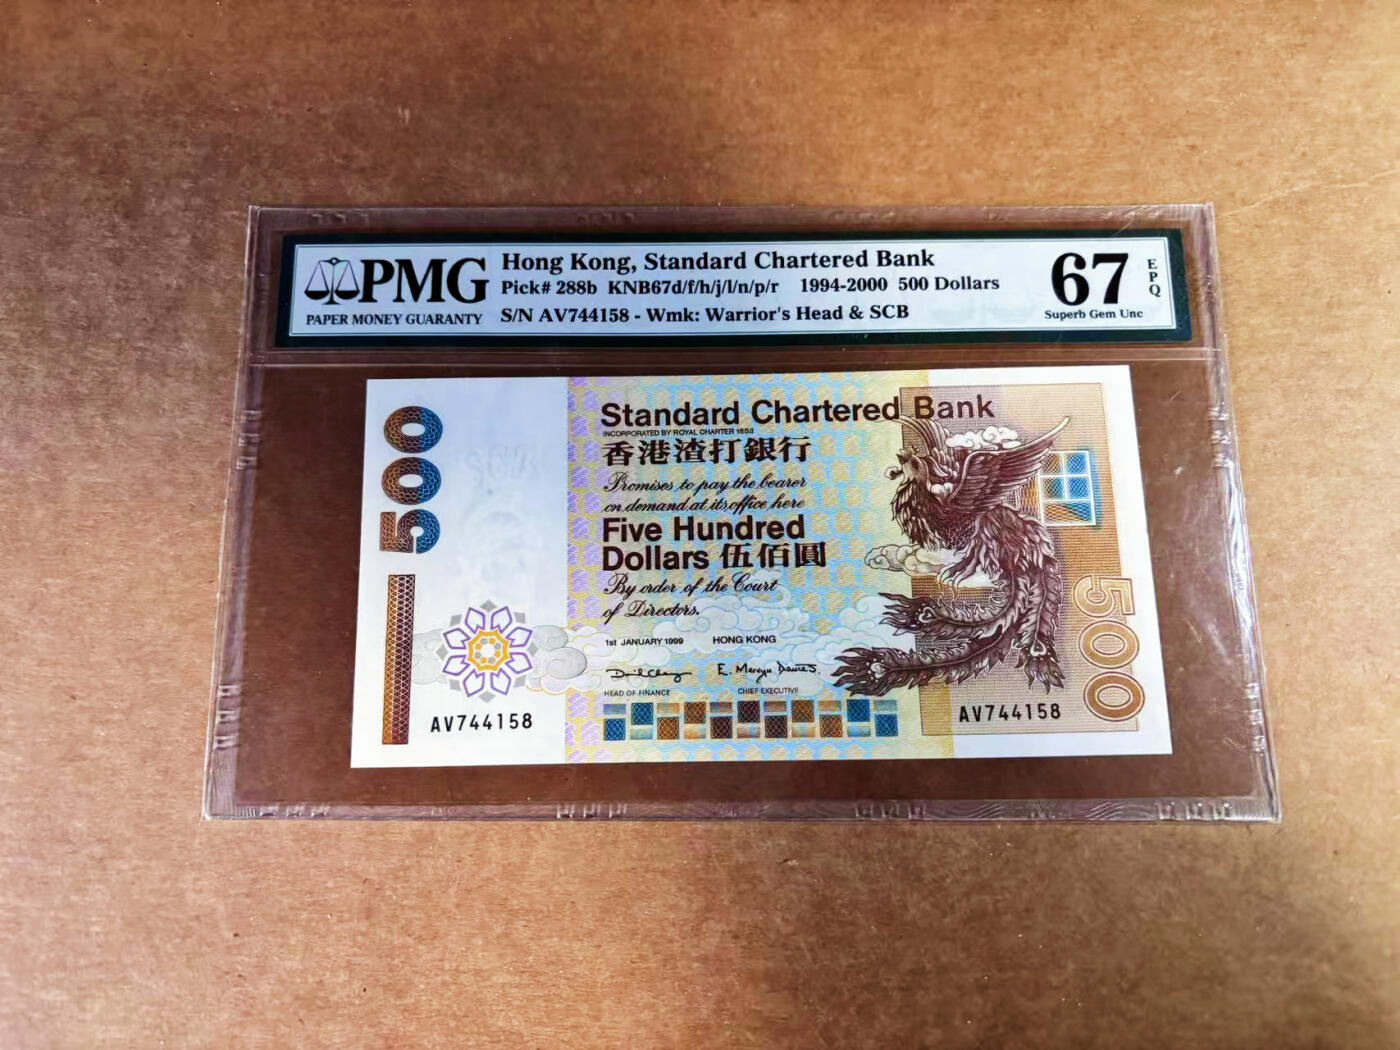 PMG
PAPER MONEY GUARANTY
Hong Kong, Standard Chartered Bank
Pick# 288b KNB67d/f/h/j/l/n/p/r 1994-2000 500 Dollars
S/N AV744158 - Wmk: Warrior's Head & SCB
67
EPQ
Superb Gem Unc
500
Standard Chartered Bank
INCORPORATED BY ROYAL CHARTER 1853
香港渣打銀行
Promises to pay the bearer
on demand at its office here
Five Hundred
Dollars 伍佰圓
By order of the Court
of Directors.
1st JANUARY 1999 HONG KONG
E. Mervyn Davies.
HEAD OF FINANCE CHIEF EXECUTIVE
AV744158
AV744158
500